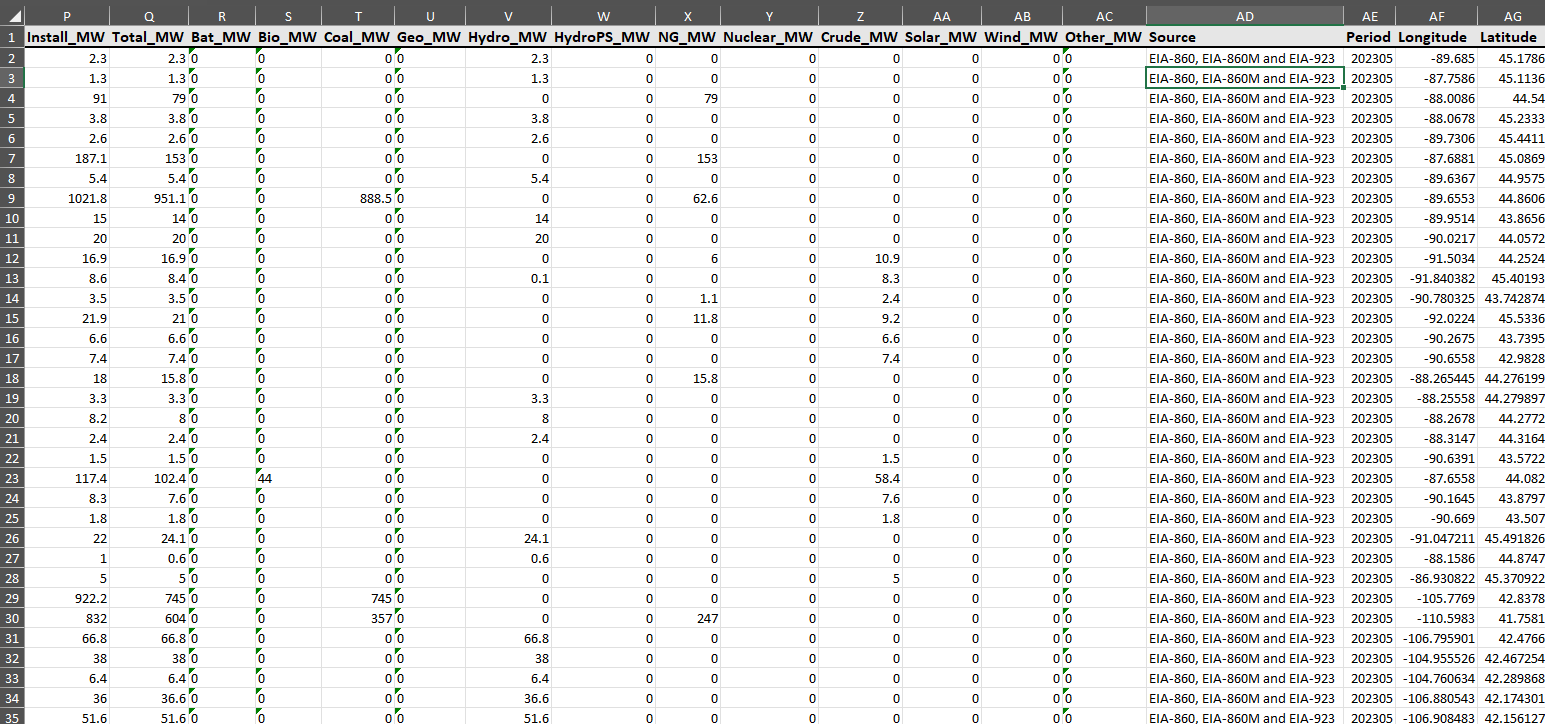 P Q R S T U V W X Y Z AA AB AC AD AE AF AG
1 Install_MW Total_MW Bat_MW Bio_MW Coal_MW Geo_MW Hydro_MW HydroPS_MW NG_MW Nuclear_MW Crude_MW Solar_MW Wind_MW Other_MW Source Period Longitude Latitude
2 2.3 2.3 0 0 0 0 2.3 0 0 0 0 0 0 0 EIA-860, EIA-860M and EIA-923 202305 -89.685 45.1786
3 1.3 1.3 0 0 0 0 1.3 0 0 0 0 0 0 0 EIA-860, EIA-860M and EIA-923 202305 -87.7586 45.1136
4 91 79 0 0 0 0 0 0 79 0 0 0 0 0 EIA-860, EIA-860M and EIA-923 202305 -88.0086 44.54
5 3.8 3.8 0 0 0 0 3.8 0 0 0 0 0 0 0 EIA-860, EIA-860M and EIA-923 202305 -88.0678 45.2333
6 2.6 2.6 0 0 0 0 2.6 0 0 0 0 0 0 0 EIA-860, EIA-860M and EIA-923 202305 -89.7306 45.4411
7 187.1 153 0 0 0 0 0 0 153 0 0 0 0 0 EIA-860, EIA-860M and EIA-923 202305 -87.6881 45.0869
8 5.4 5.4 0 0 0 0 5.4 0 0 0 0 0 0 0 EIA-860, EIA-860M and EIA-923 202305 -89.6367 44.9575
9 1021.8 951.1 0 0 888.5 0 0 0 62.6 0 0 0 0 0 EIA-860, EIA-860M and EIA-923 202305 -89.6553 44.8606
10 15 14 0 0 0 0 14 0 0 0 0 0 0 0 EIA-860, EIA-860M and EIA-923 202305 -89.9514 43.8656
11 20 20 0 0 0 0 20 0 0 0 0 0 0 0 EIA-860, EIA-860M and EIA-923 202305 -90.0217 44.0572
12 16.9 16.9 0 0 0 0 0 0 6 0 10.9 0 0 0 EIA-860, EIA-860M and EIA-923 202305 -91.5034 44.2524
13 8.6 8.4 0 0 0 0 0.1 0 0 0 8.3 0 0 0 EIA-860, EIA-860M and EIA-923 202305 -91.840382 45.40193
14 3.5 3.5 0 0 0 0 0 0 1.1 0 2.4 0 0 0 EIA-860, EIA-860M and EIA-923 202305 -90.780325 43.742874
15 21.9 21 0 0 0 0 0 0 11.8 0 9.2 0 0 0 EIA-860, EIA-860M and EIA-923 202305 -92.0224 45.5336
16 6.6 6.6 0 0 0 0 0 0 0 0 6.6 0 0 0 EIA-860, EIA-860M and EIA-923 202305 -90.2675 43.7395
17 7.4 7.4 0 0 0 0 0 0 0 0 7.4 0 0 0 EIA-860, EIA-860M and EIA-923 202305 -90.6558 42.9828
18 18 15.8 0 0 0 0 0 0 15.8 0 0 0 0 0 EIA-860, EIA-860M and EIA-923 202305 -88.265445 44.276199
19 3.3 3.3 0 0 0 0 3.3 0 0 0 0 0 0 0 EIA-860, EIA-860M and EIA-923 202305 -88.25558 44.279897
20 8.2 8 0 0 0 0 8 0 0 0 0 0 0 0 EIA-860, EIA-860M and EIA-923 202305 -88.2678 44.2772
21 2.4 2.4 0 0 0 0 2.4 0 0 0 0 0 0 0 EIA-860, EIA-860M and EIA-923 202305 -88.3147 44.3164
22 1.5 1.5 0 0 0 0 0 0 0 0 1.5 0 0 0 EIA-860, EIA-860M and EIA-923 202305 -90.6391 43.5722
23 117.4 102.4 0 44 0 0 0 0 0 0 58.4 0 0 0 EIA-860, EIA-860M and EIA-923 202305 -87.6558 44.082
24 8.3 7.6 0 0 0 0 0 0 0 0 7.6 0 0 0 EIA-860, EIA-860M and EIA-923 202305 -90.1645 43.8797
25 1.8 1.8 0 0 0 0 0 0 0 0 1.8 0 0 0 EIA-860, EIA-860M and EIA-923 202305 -90.669 43.507
26 22 24.1 0 0 0 0 24.1 0 0 0 0 0 0 0 EIA-860, EIA-860M and EIA-923 202305 -91.047211 45.491826
27 1 0.6 0 0 0 0 0.6 0 0 0 0 0 0 0 EIA-860, EIA-860M and EIA-923 202305 -88.1586 44.8747
28 5 5 0 0 0 0 0 0 0 0 5 0 0 0 EIA-860, EIA-860M and EIA-923 202305 -86.930822 45.370922
29 922.2 745 0 0 745 0 0 0 0 0 0 0 0 0 EIA-860, EIA-860M and EIA-923 202305 -105.7769 42.8378
30 832 604 0 0 357 0 0 0 247 0 0 0 0 0 EIA-860, EIA-860M and EIA-923 202305 -110.5983 41.7581
31 66.8 66.8 0 0 0 0 66.8 0 0 0 0 0 0 0 EIA-860, EIA-860M and EIA-923 202305 -106.795901 42.4766
32 38 38 0 0 0 0 38 0 0 0 0 0 0 0 EIA-860, EIA-860M and EIA-923 202305 -104.955526 42.467254
33 6.4 6.4 0 0 0 0 6.4 0 0 0 0 0 0 0 EIA-860, EIA-860M and EIA-923 202305 -104.760634 42.289868
34 36 36.6 0 0 0 0 36.6 0 0 0 0 0 0 0 EIA-860, EIA-860M and EIA-923 202305 -106.880543 42.174301
35 51.6 51.6 0 0 0 0 51.6 0 0 0 0 0 0 0 EIA-860, EIA-860M and EIA-923 202305 -106.908483 42.156127